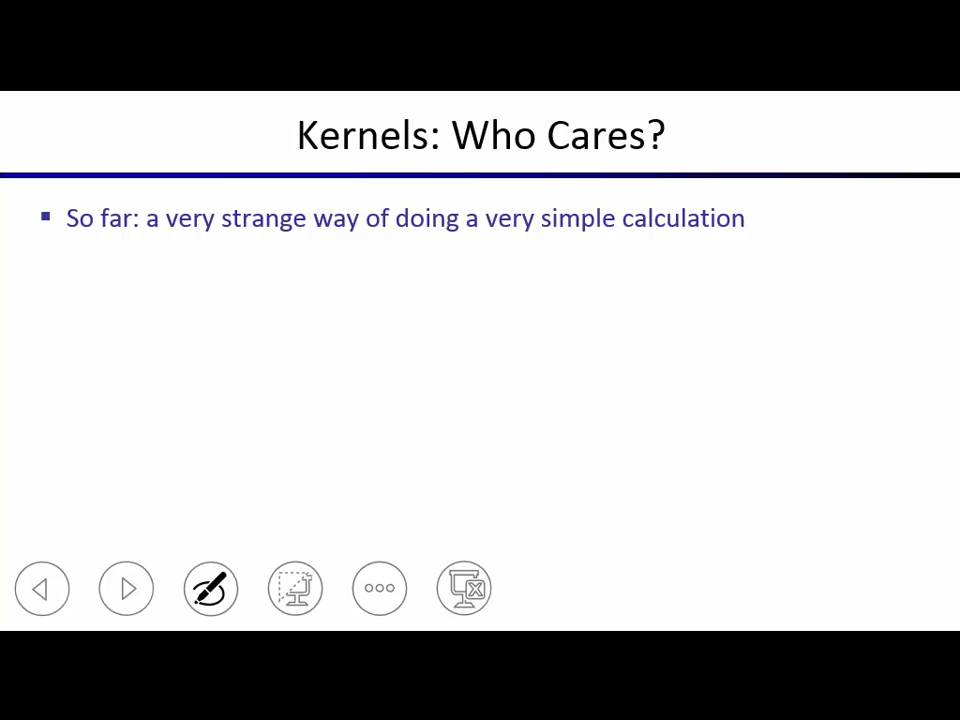 Kernels: Who Cares?
▪ So far: a very strange way of doing a very simple calculation